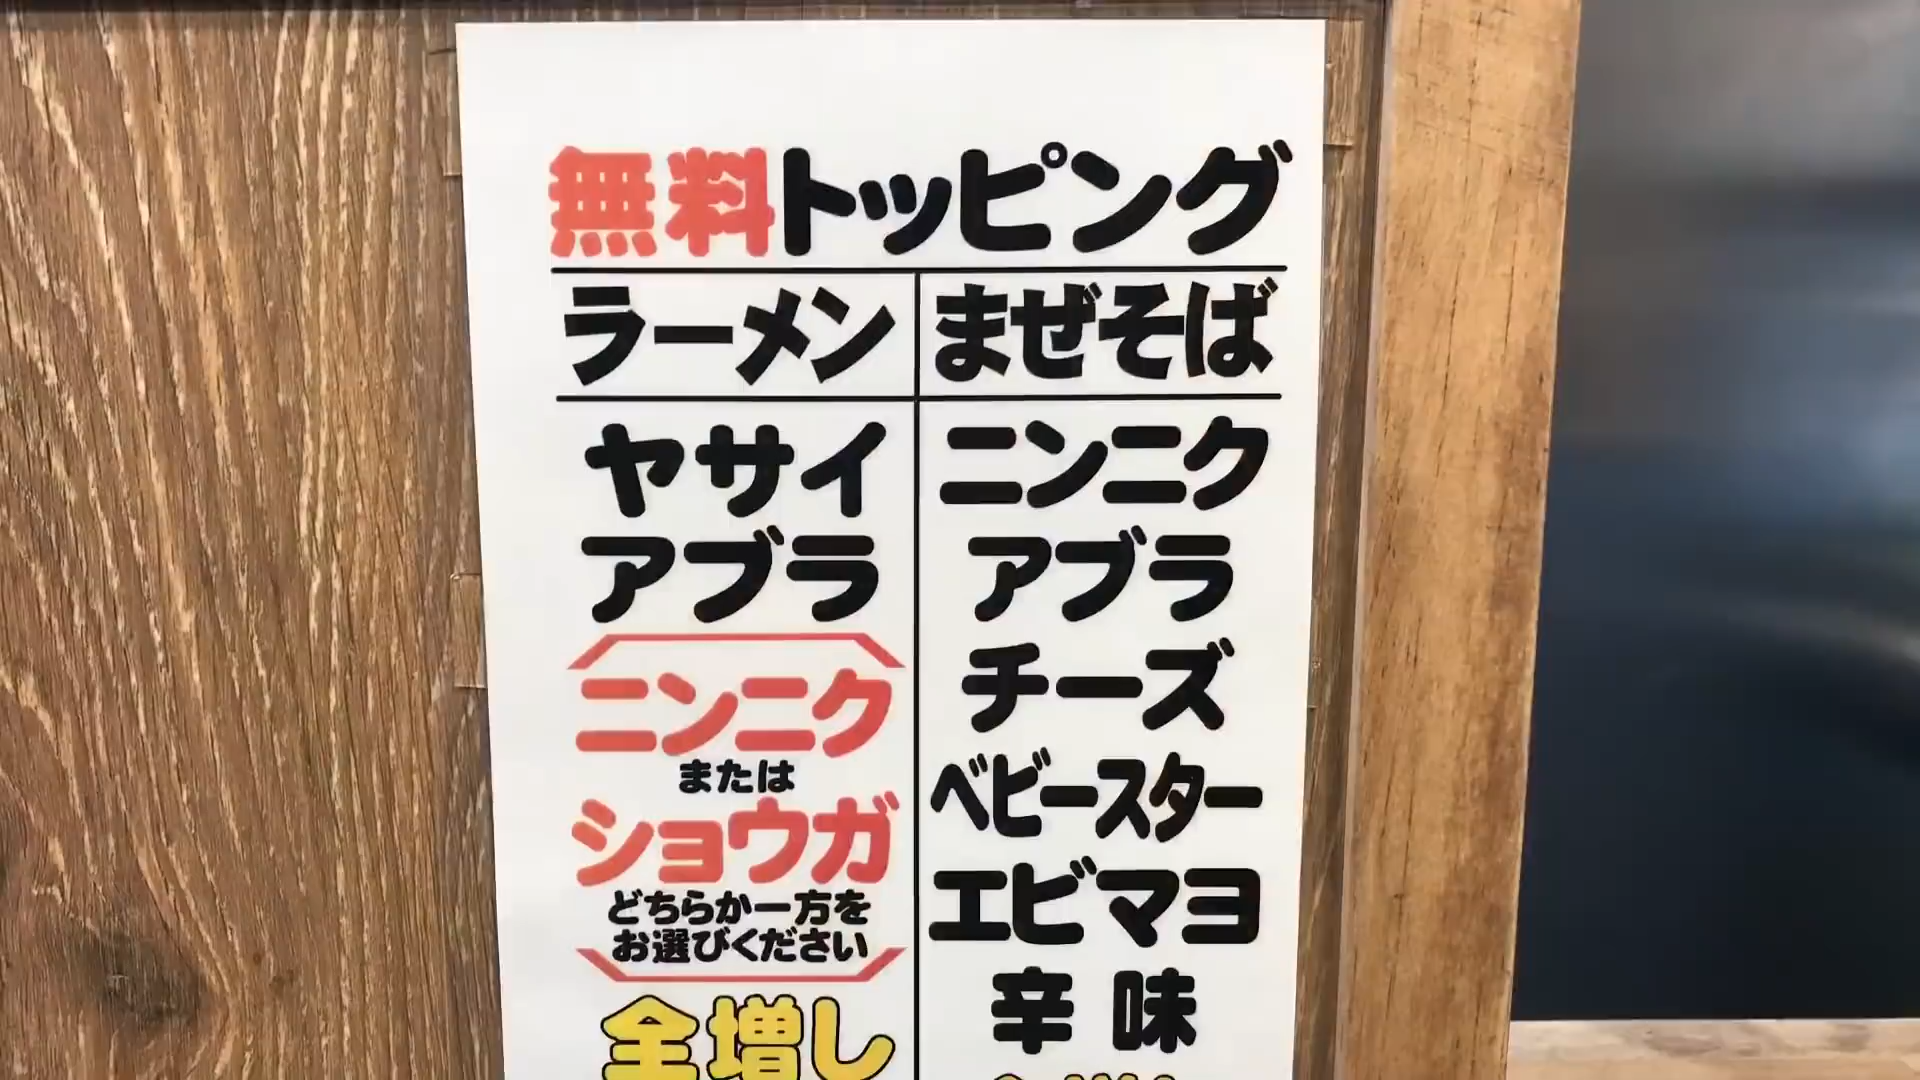 無料トッピング
ラーメン
ヤサイ
アブラ
ニンニク
または
ショウガ
どちらか一方を
お選びください
全増し
まぜそば
ニンニク
アブラ
チーズ
ベビースター
エビマヨ
辛味